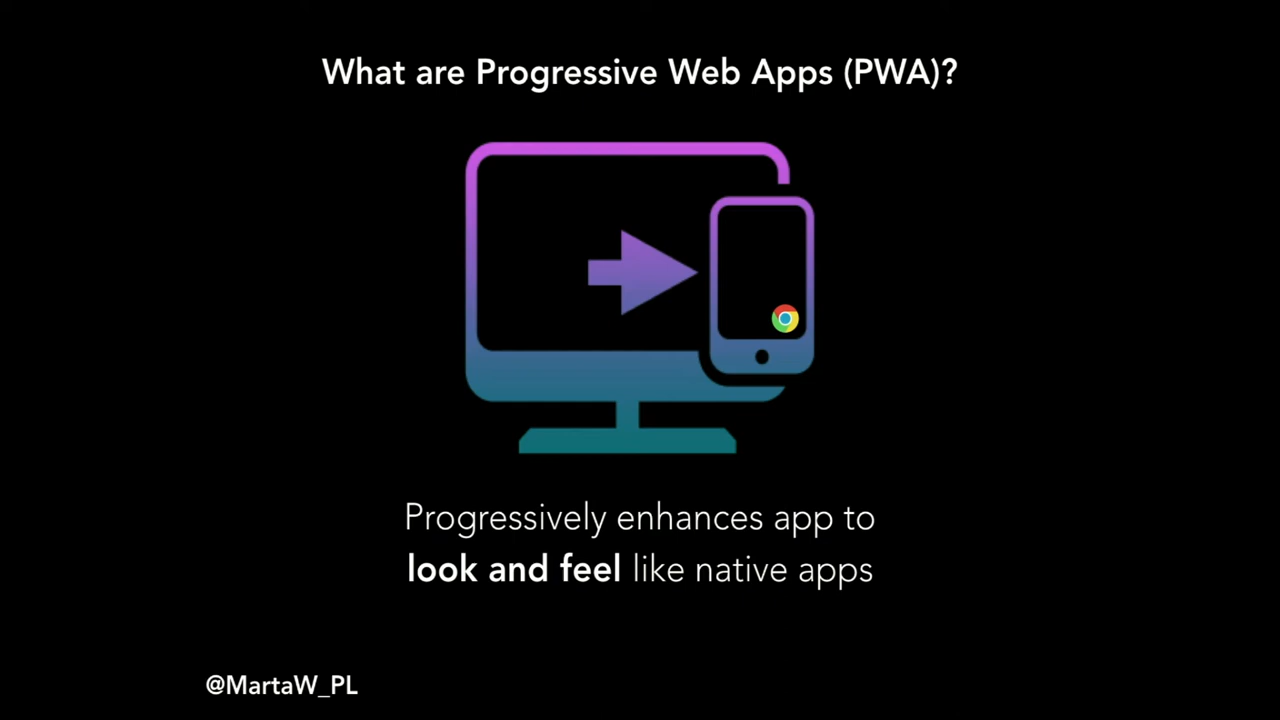 What are Progressive Web Apps (PWA)?
Progressively enhances app to
look and feel like native apps
@MartaW_PL